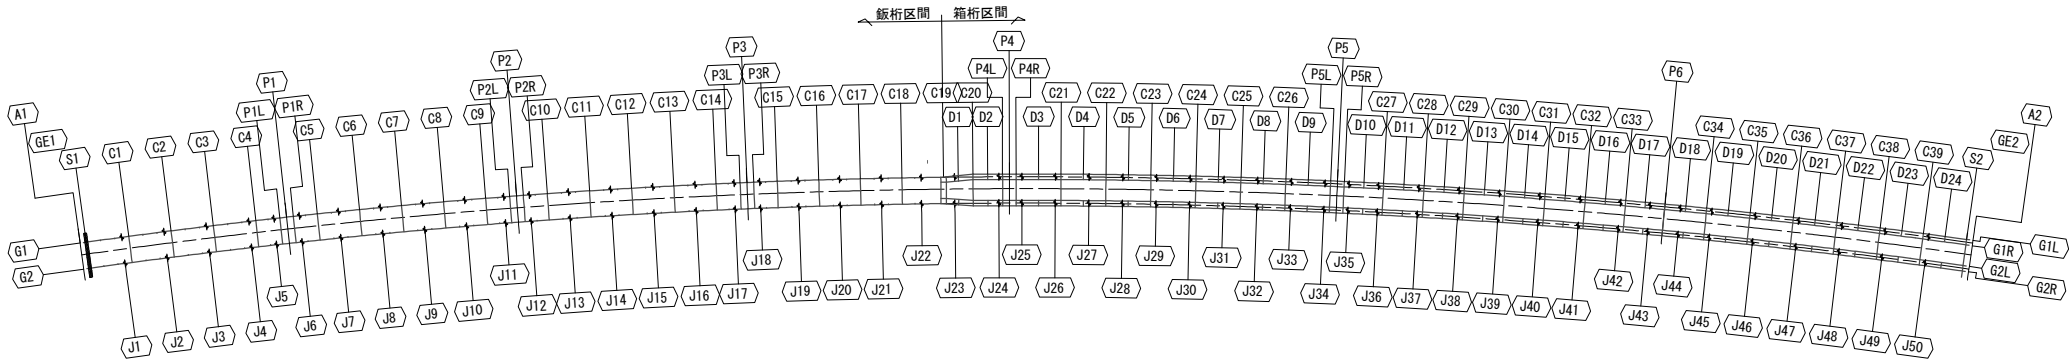 鈑桁区間 箱桁区間
A1
GE1
S1
C1
C2
C3
C4
P1L
P1
P1R
C5
C6
C7
C8
C9
P2L
P2
P2R
C10
C11
C12
C13
C14
P3L
P3
P3R
C15
C16
C17
C18
C19
C20
D1
D2
P4L
P4
P4R
D3
C21
D4
C22
D5
C23
D6
C24
D7
C25
D8
C26
D9
P5L
P5
P5R
D10
C27
D11
C28
D12
C29
D13
C30
D14
C31
D15
C32
D16
C33
D17
P6
D18
C34
D19
C35
D20
C36
D21
C37
D22
C38
D23
C39
D24
S2
GE2
A2
G1
G2
G1L
G1R
G2L
G2R
J1
J2
J3
J4
J5
J6
J7
J8
J9
J10
J11
J12
J13
J14
J15
J16
J17
J18
J19
J20
J21
J22
J23
J24
J25
J26
J27
J28
J29
J30
J31
J32
J33
J34
J35
J36
J37
J38
J39
J40
J41
J42
J43
J44
J45
J46
J47
J48
J49
J50